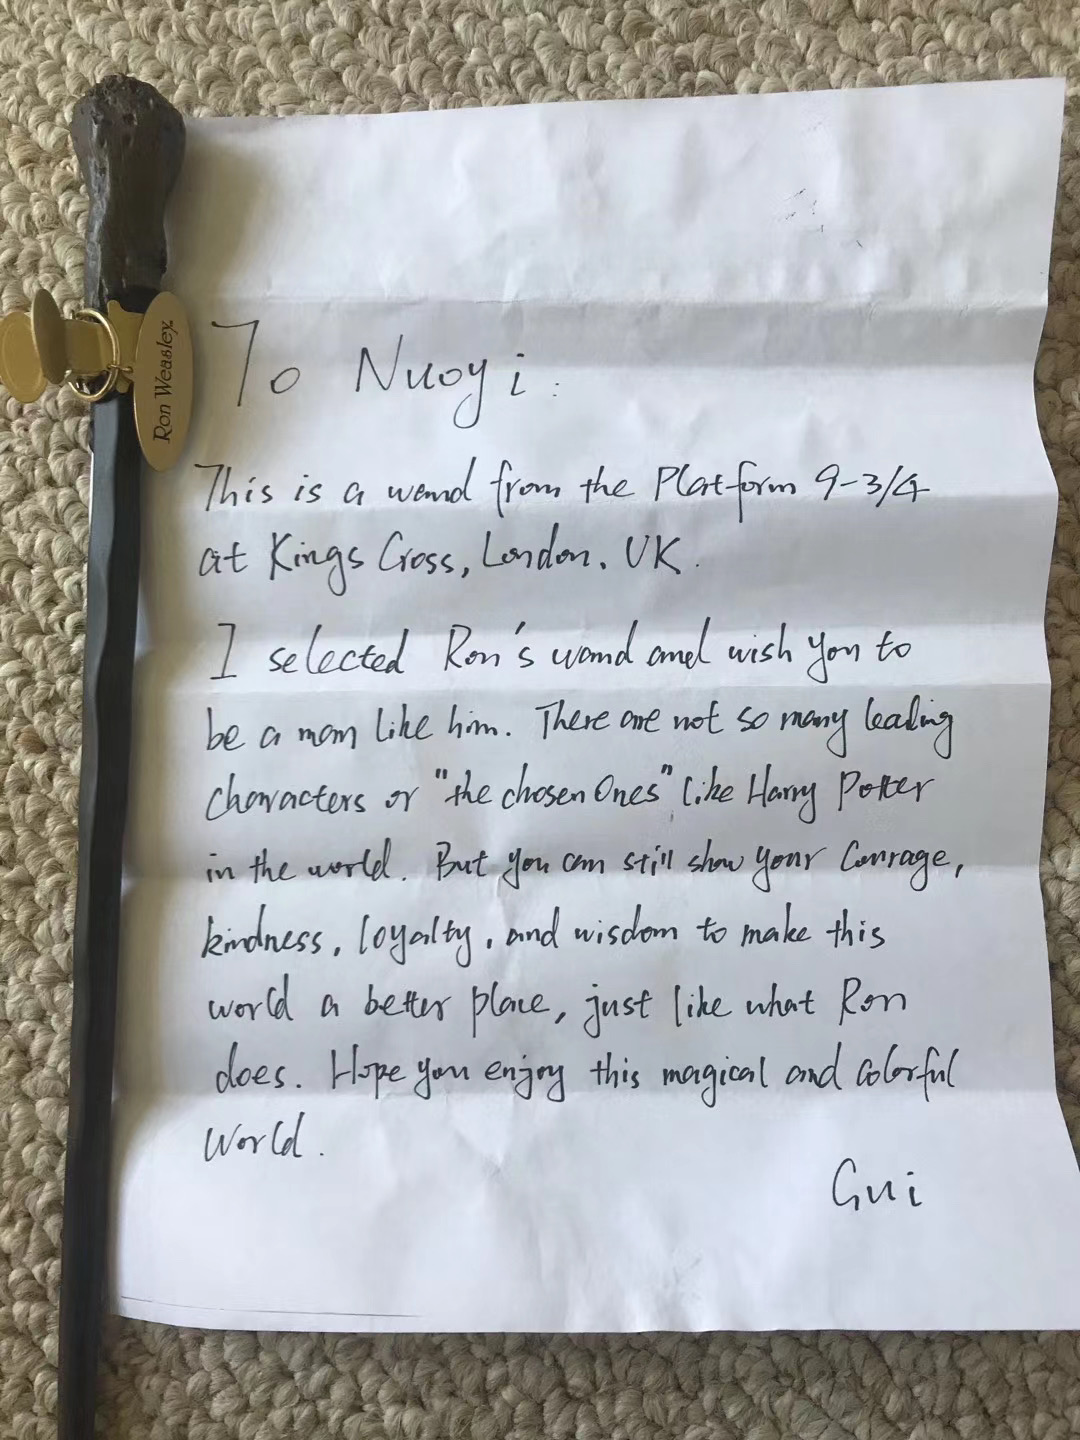 Ron Weasley
To Nuoyi:
This is a wand from the Platform 9-3/4
at Kings Cross, London. UK.
I selected Ron's wand and wish you to
be a man like him. There are not so many leading
characters or "the chosen Ones" like Harry Potter
in the world. But you can still show your Courage,
kindness, loyalty, and wisdom to make this
world a better place, just like what Ron
does. Hope you enjoy this magical and Colorful
World.
Gui